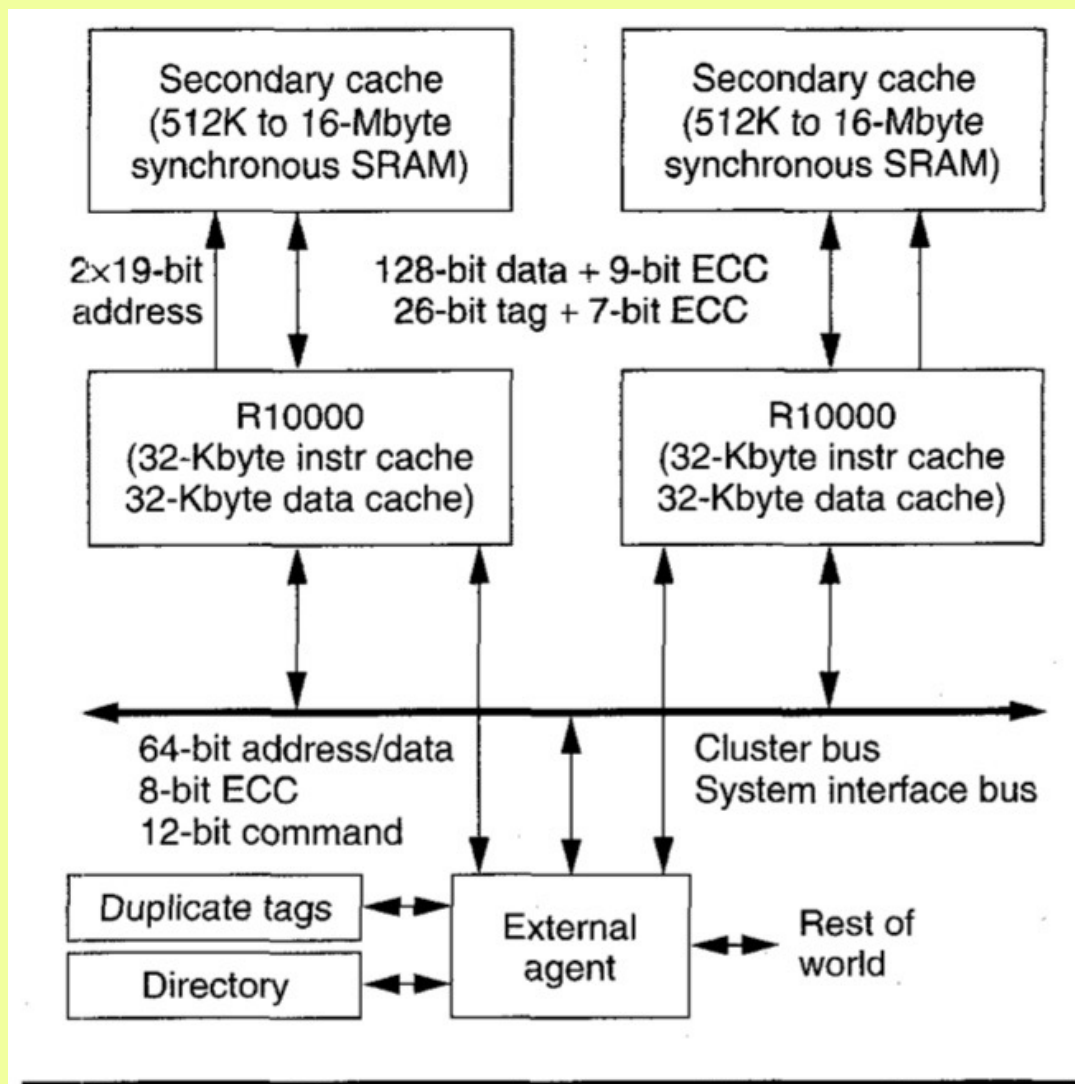 Secondary cache
(512K to 16-Mbyte
synchronous SRAM)
Secondary cache
(512K to 16-Mbyte
synchronous SRAM)
2×19-bit
address
128-bit data + 9-bit ECC
26-bit tag + 7-bit ECC
R10000
(32-Kbyte instr cache
32-Kbyte data cache)
R10000
(32-Kbyte instr cache
32-Kbyte data cache)
64-bit address/data
8-bit ECC
12-bit command
Cluster bus
System interface bus
Duplicate tags
Directory
External
agent
Rest of
world